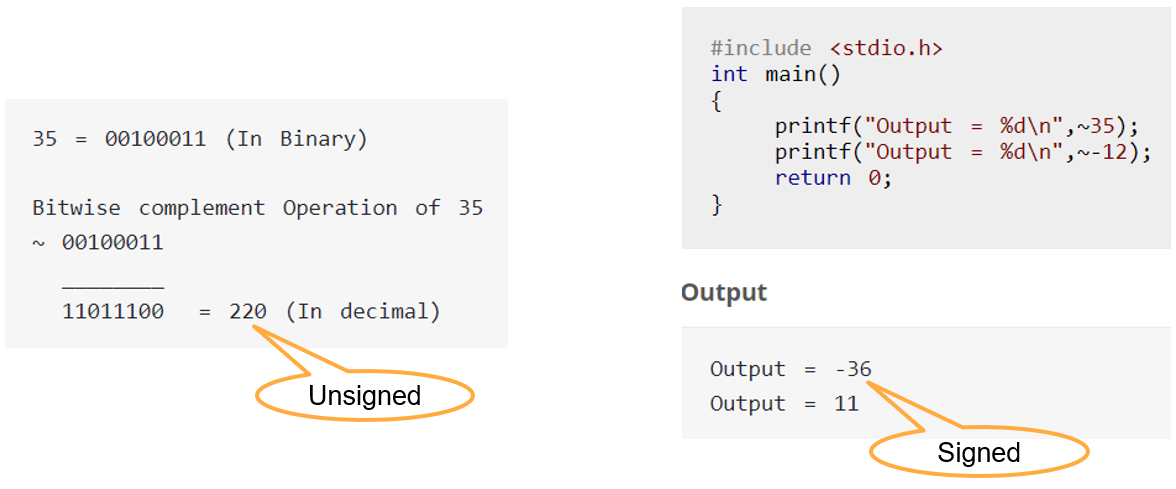 35 = 00100011 (In Binary)
Bitwise complement Operation of 35
~ 00100011
________
11011100 = 220 (In decimal)
Unsigned
#include <stdio.h>
int main()
{
printf("Output = %d\n",~35);
printf("Output = %d\n",~-12);
return 0;
}
Output
Output = -36
Output = 11
Signed